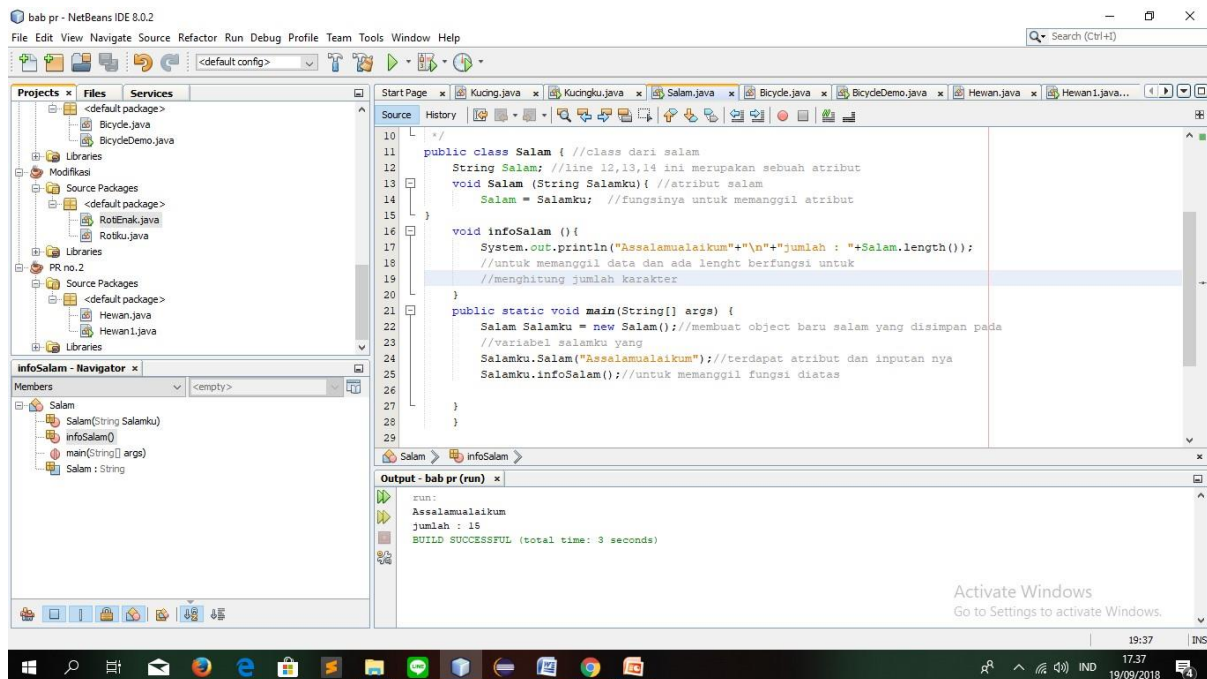 bab pr - NetBeans IDE 8.0.2
File Edit View Navigate Source Refactor Run Debug Profile Team Tools Window Help
Search (Ctrl+I)
<default config>
Projects Files Services
<default package>
Bicycle.java
BicycleDemo.java
Libraries
Modifikasi
Source Packages
<default package>
RotiEnak.java
Rotiku.java
Libraries
PR no.2
Source Packages
<default package>
Hewan.java
Hewan1.java
Libraries
infoSalam - Navigator
Members <empty>
Salam
Salam(String Salamku)
infoSalam()
main(String[] args)
Salam : String
Start Page Kucing.java Kucingku.java Salam.java Bicycle.java BicycleDemo.java Hewan.java Hewan1.java...
Source History
10 */
11 public class Salam { //class dari salam
12 String Salam; //line 12,13,14 ini merupakan sebuah atribut
13 void Salam (String Salamku){ //atribut salam
14 Salam = Salamku; //fungsinya untuk memanggil atribut
15 }
16 void infoSalam (){
17 System.out.println("Assalamualaikum"+"\n"+"jumlah : "+Salam.length());
18 //untuk memanggil data dan ada lenght berfungsi untuk
19 //menghitung jumlah karakter
20 }
21 public static void main(String[] args) {
22 Salam Salamku = new Salam();//membuat object baru salam yang disimpan pada
23 //variabel salamku yang
24 Salamku.Salam("Assalamualaikum");//terdapat atribut dan inputan nya
25 Salamku.infoSalam();//untuk memanggil fungsi diatas
26
27 }
28 }
29
Salam infoSalam
Output - bab pr (run)
run:
Assalamualaikum
jumlah : 15
BUILD SUCCESSFUL (total time: 3 seconds)
Activate Windows
Go to Settings to activate Windows.
19:37 INS
IND
17.37
19/09/2018